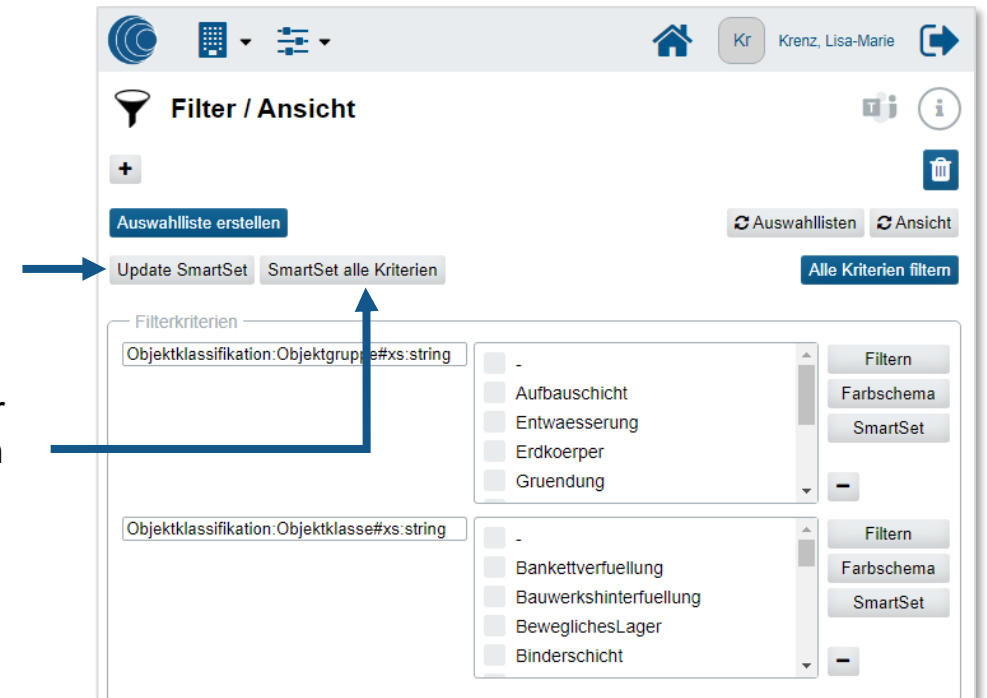 Kr Krenz, Lisa-Marie
Filter / Ansicht
+
Auswahlliste erstellen
Auswahllisten
Ansicht
Update SmartSet
SmartSet alle Kriterien
Alle Kriterien filtern
Filterkriterien
Objektklassifikation:Objektgruppe#xs:string
-
Aufbauschicht
Entwaesserung
Erdkoerper
Gruendung
Filtern
Farbschema
SmartSet
-
Objektklassifikation:Objektklasse#xs:string
-
Bankettverfuellung
Bauwerkshinterfuellung
BeweglichesLager
Binderschicht
Filtern
Farbschema
SmartSet
-